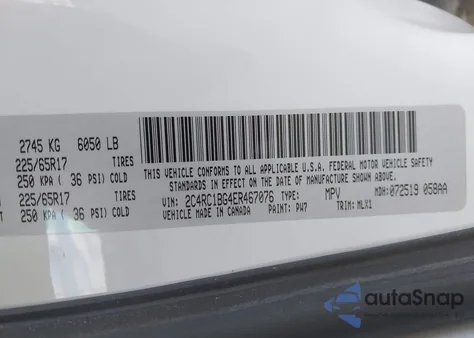 2745 KG 6050 LB
225/65R17 TIRES
250 KPA ( 36 PSI) COLD
225/65R17 TIRES
250 KPA ( 36 PSI) COLD
THIS VEHICLE CONFORMS TO ALL APPLICABLE U.S.A. FEDERAL MOTOR VEHICLE SAFETY
STANDARDS IN EFFECT ON THE DATE OF MANUFACTURE SHOWN ABOVE.
VIN: 2C4RC1BG4ER467076 TYPE: MPV MDH: 072519 05BAA
MADE IN CANADA PAINT: PW7 TRIM: MLX1
autoSnap